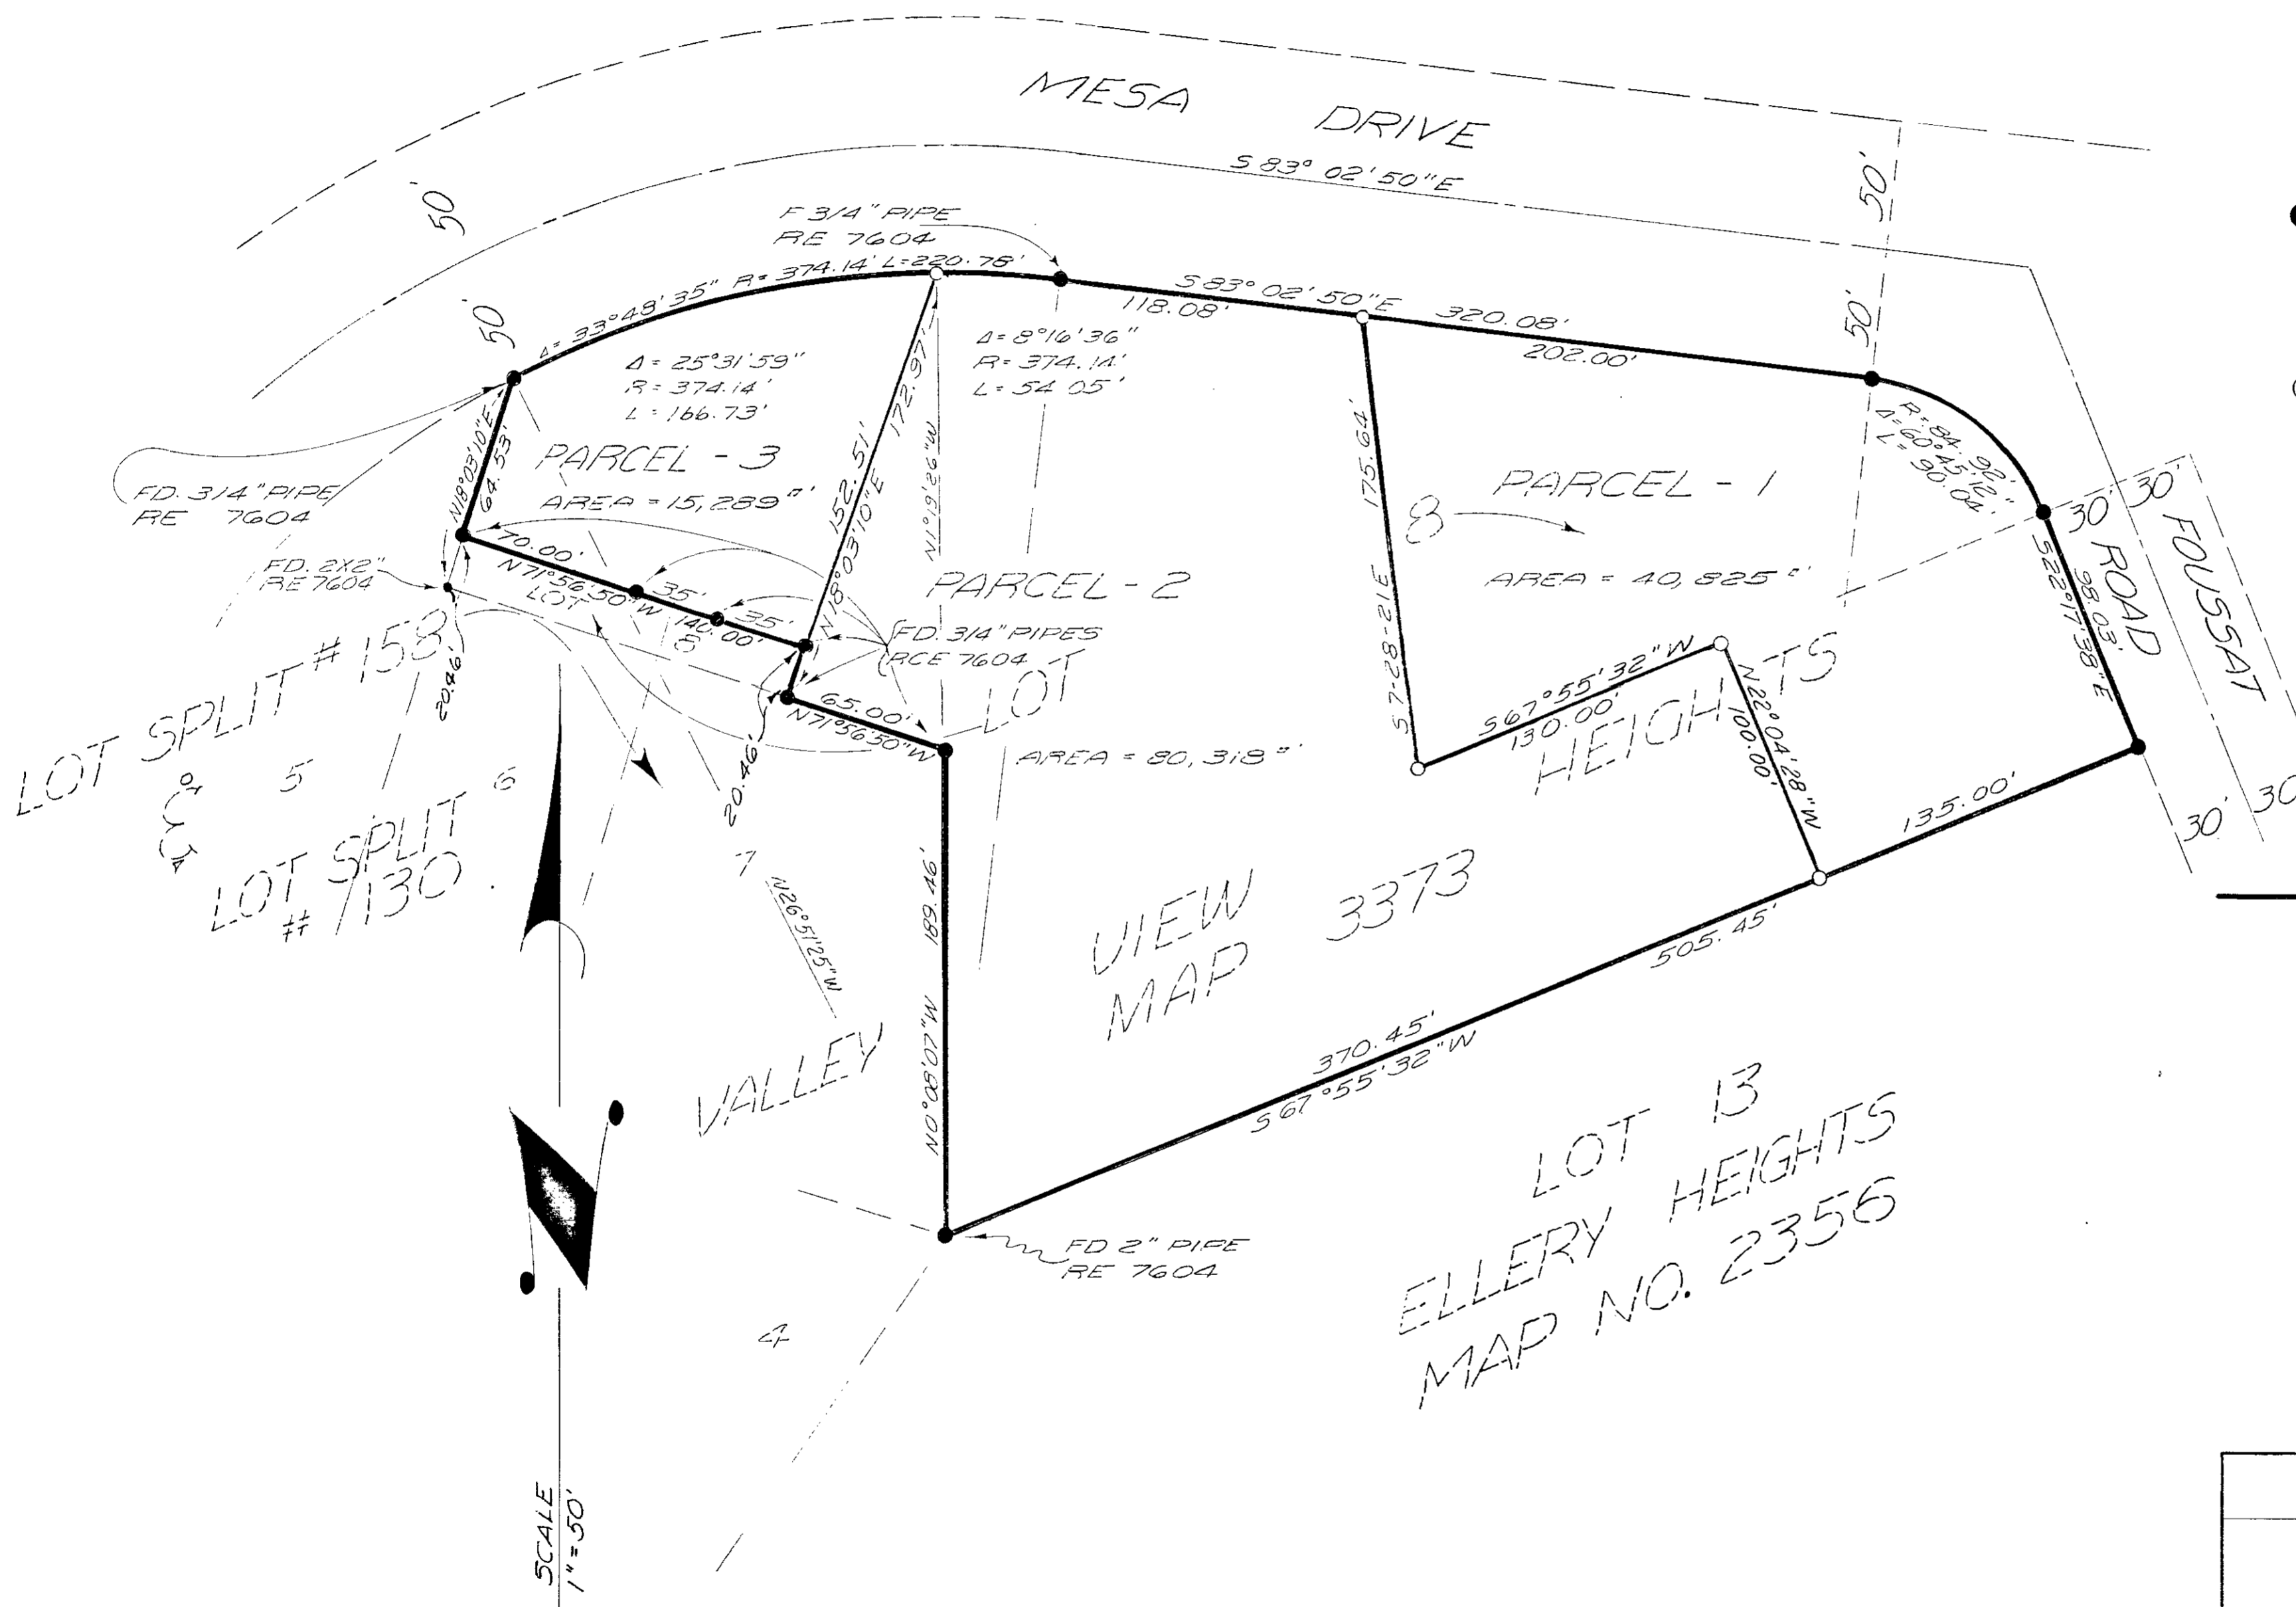 MESA DRIVE
S 83° 02' 50" E
50'
50'
50'
50'
F 3/4" PIPE
RE 7604
Δ= 33°48'35" R= 374.14' L=220.78'
S 83° 02' 50" E
118.08'
320.08'
202.00'
Δ= 25°31'59"
R= 374.14'
L= 166.73'
Δ= 8°16'36"
R= 374.14'
L= 54 05'
R= 84.92'
Δ=60°45'12"
L= 90.04'
N18°03'10"E
64.53'
PARCEL - 3
AREA = 15,289 □'
152.51'
172.97'
N 18°03'10"E
N1°19'26"W
175.64'
S 7-28-21 E
8
PARCEL - 1
AREA = 40,825 □'
FD. 3/4" PIPE
RE 7604
FD. 2X2"
RE 7604
70.00'
N 71°56'50" W
35'
35'
140.00'
LOT
8
PARCEL - 2
FD. 3/4" PIPES
RCE 7604
LOT
30'
30'
FOUSSAT
ROAD
S22°17'38"E
98.03'
20.46'
20.46'
65.00'
N71°56'50"W
AREA = 80,318 □'
S 67°55'32" W
130.00'
N 22°04'28" W
100.00'
HEIGHTS
135.00'
30'
30'
LOT SPLIT # 158
&
5
6
LOT SPLIT
# 1130
7
N26°51'25"W
189.46'
N0°08'07"W
VIEW
MAP 3373
505.45'
370.45'
S 67°55'32" W
VALLEY
FD 2" PIPE
RE 7604
4
LOT 13
ELLERY HEIGHTS
MAP NO. 2356
SCALE
1"=50'